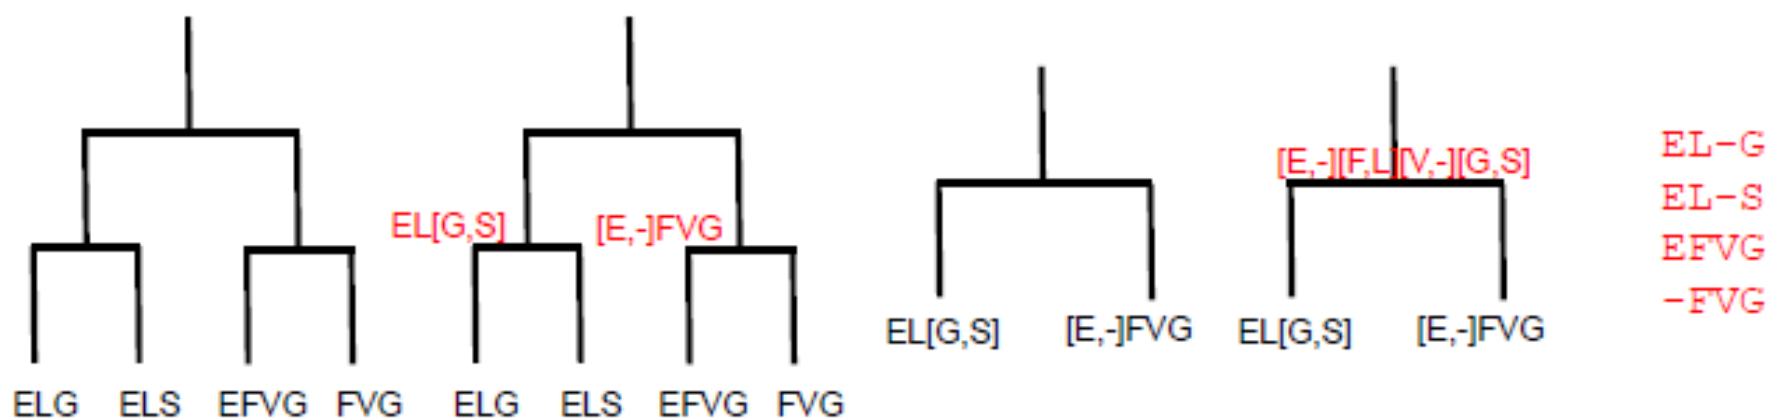 [E,-][F,L][V,-][G,S]
EL-G
EL-S
EL[G,S] [E,-]FVG
EFVG
-FVG
EL[G,S] [E,-]FVG EL[G,S] [E,-]FVG
ELG ELS EFVG FVG ELG ELS EFVG FVG